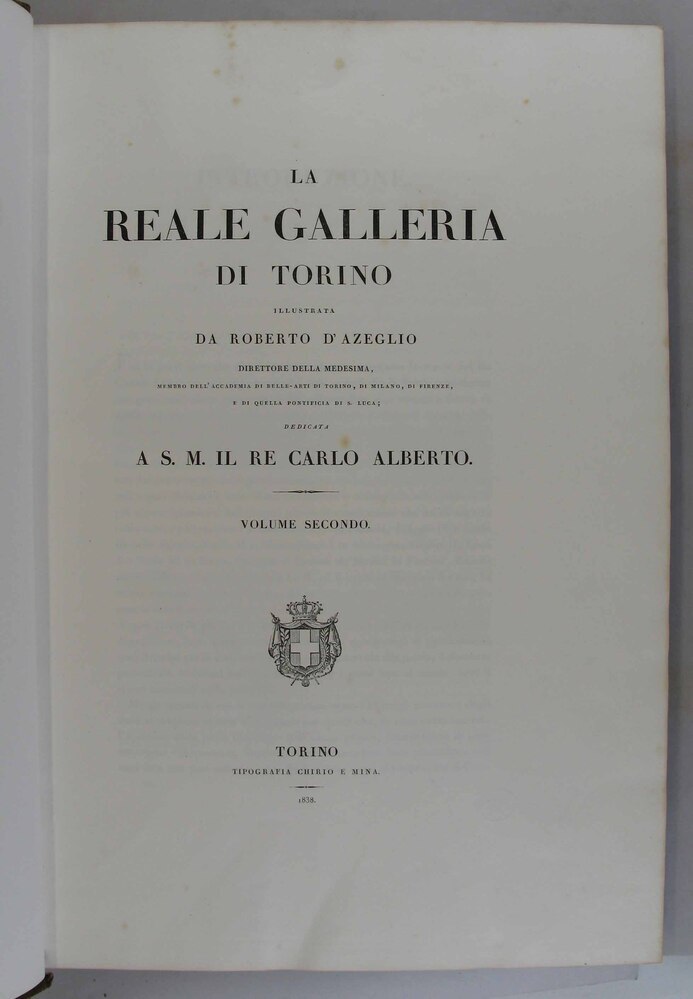 LA
REALE GALLERIA
DI TORINO
ILLUSTRATA
DA ROBERTO D'AZEGLIO
DIRETTORE DELLA MEDESIMA,
MEMBRO DELL'ACCADEMIA DI BELLE-ARTI DI TORINO, DI MILANO, DI FIRENZE,
E DI QUELLA PONTIFICIA DI S. LUCA;
DEDICATA
A S. M. IL RE CARLO ALBERTO.
VOLUME SECONDO.
TORINO
TIPOGRAFIA CHIRIO E MINA.
1838.